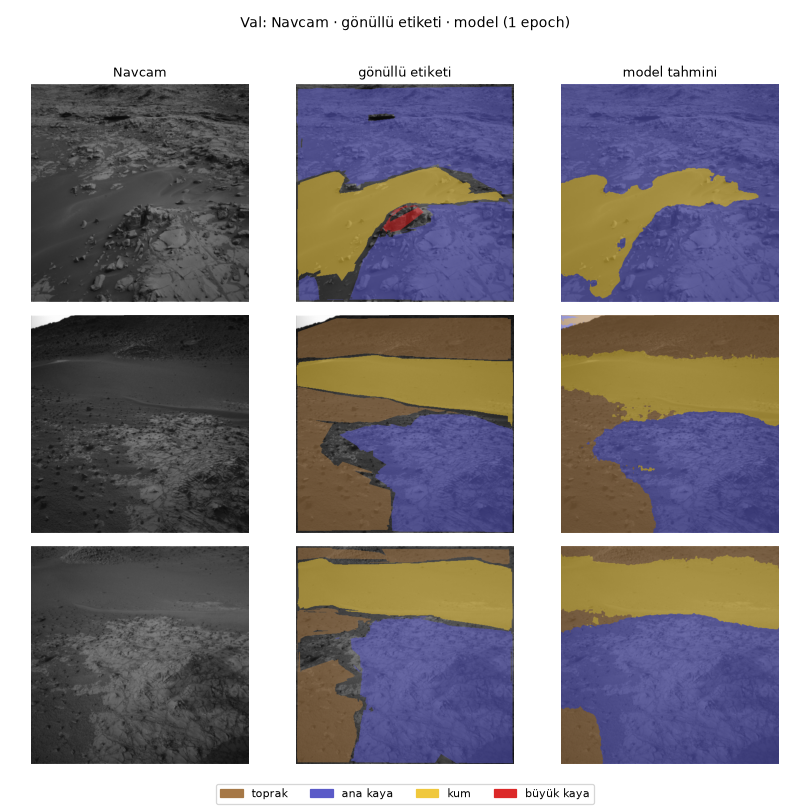 Val: Navcam · gönüllü etiketi · model (1 epoch)
Navcam
gönüllü etiketi
model tahmini
toprak
ana kaya
kum
büyük kaya